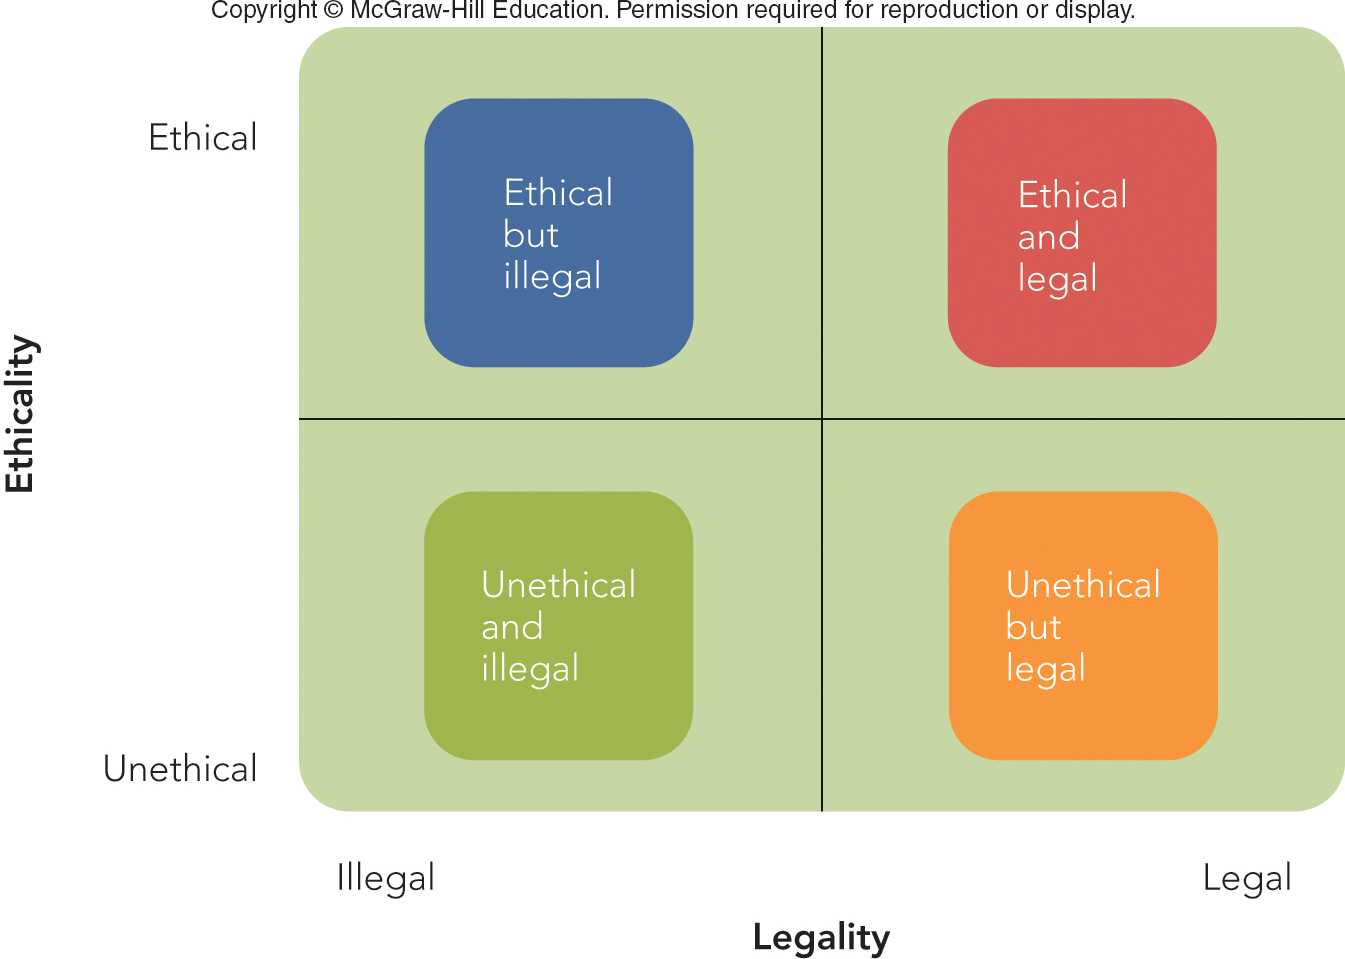 Copyright © McGraw-Hill Education. Permission required for reproduction or display.
Ethical
Ethical
but
illegal
Ethical
and
legal
Ethicality
Unethical
and
illegal
Unethical
but
legal
Unethical
Illegal
Legal
Legality